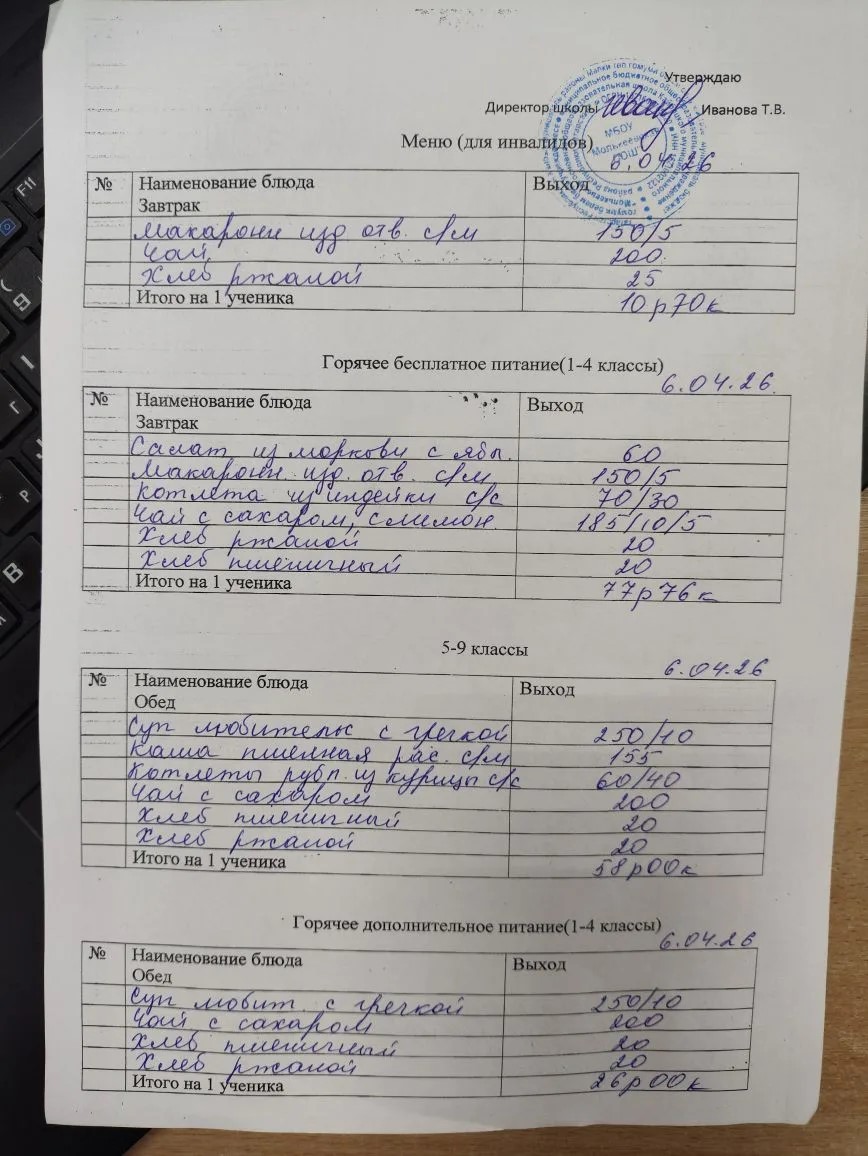 Утверждаю
Директор школы Иванова Т.В.
Меню (для инвалидов)
МБОУ
СОШ
6.04.26
№ Наименование блюда Выход
Завтрак
Макарони изд отв. с/м 150/5
Чай 200
Хлеб ржаной 25
Итого на 1 ученика 10р70к
Горячее бесплатное питание(1-4 классы)
6.04.26
№ Наименование блюда Выход
Завтрак
Салат из моркови с ябл. 60
Макарони изд. отв. с/м 150/5
Котлета из индейки с/с 70/30
Чай с сахаром, с лимон. 185/10/5
Хлеб ржаной 20
Хлеб пшеничный 20
Итого на 1 ученика 77р76к
5-9 классы
6.04.26
№ Наименование блюда Выход
Обед
Суп любительс с гречкой 250/10
Каша пшенная рас. с/м 155
Котлеты рубл. из курицы с/с 60/40
Чай с сахаром 200
Хлеб пшеничный 20
Хлеб ржаной 20
Итого на 1 ученика 58р00к
Горячее дополнительное питание(1-4 классы)
6.04.26
№ Наименование блюда Выход
Обед
Суп любит. с гречкой 250/10
Чай с сахаром 200
Хлеб пшеничный 20
Хлеб ржаной 20
Итого на 1 ученика 26р00к
F11